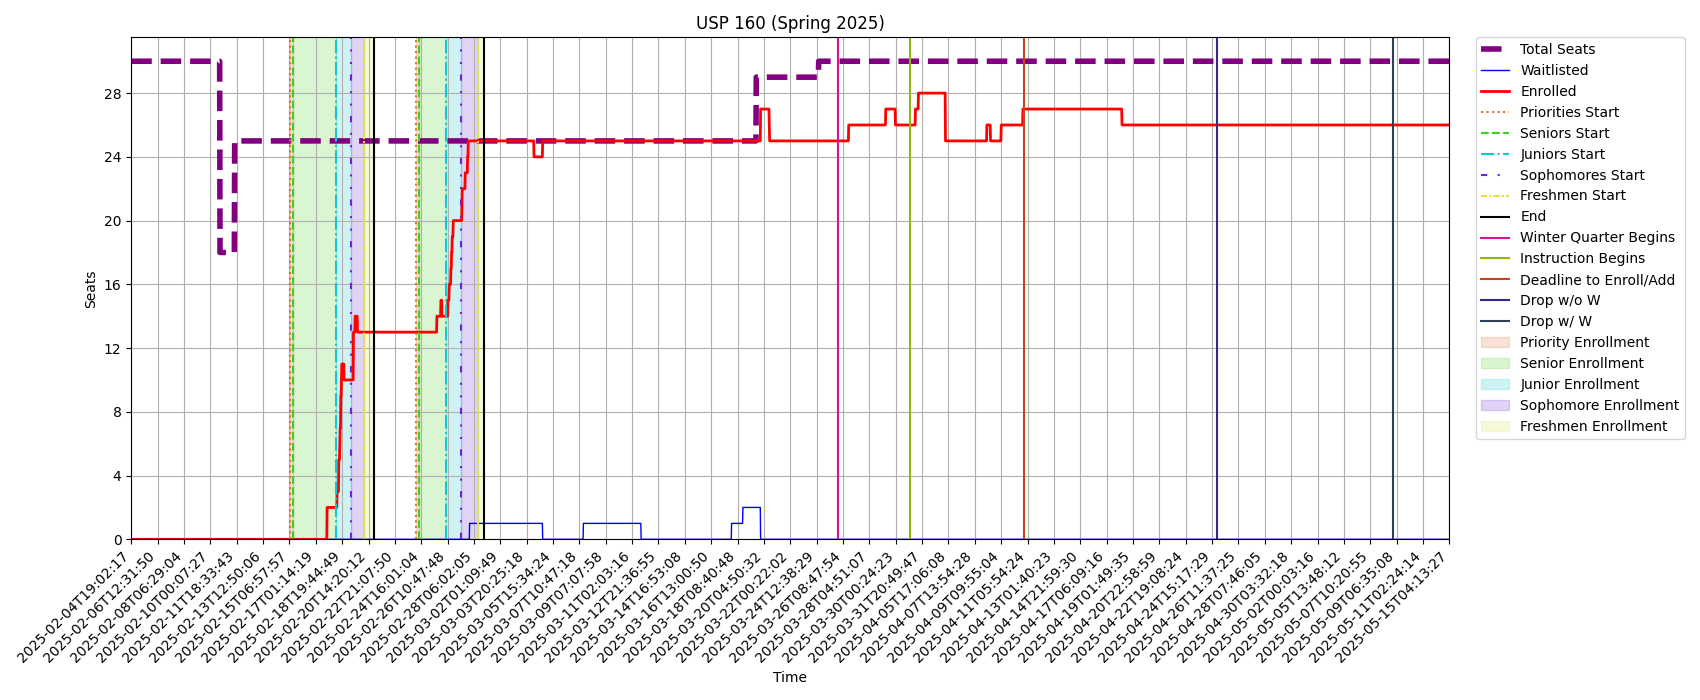 USP 160 (Spring 2025)
Seats
28
24
20
16
12
8
4
0
2025-02-04T19:02:17
2025-02-06T12:31:50
2025-02-08T06:29:04
2025-02-10T00:07:27
2025-02-11T18:33:43
2025-02-13T12:50:06
2025-02-15T06:57:57
2025-02-17T01:14:19
2025-02-18T19:44:49
2025-02-20T14:20:12
2025-02-22T21:07:50
2025-02-24T16:01:04
2025-02-26T10:47:48
2025-02-28T06:02:05
2025-03-02T01:09:49
2025-03-03T20:25:18
2025-03-05T15:34:24
2025-03-07T10:47:18
2025-03-09T07:07:58
2025-03-11T02:03:16
2025-03-12T21:36:55
2025-03-14T16:53:08
2025-03-16T13:00:50
2025-03-18T08:40:48
2025-03-20T04:50:32
2025-03-22T00:22:02
2025-03-24T12:38:29
2025-03-26T08:47:54
2025-03-28T04:51:07
2025-03-30T00:24:23
2025-03-31T20:49:47
2025-04-05T17:06:08
2025-04-07T13:54:28
2025-04-09T09:55:04
2025-04-11T05:54:24
2025-04-13T01:40:23
2025-04-14T21:59:30
2025-04-17T06:09:16
2025-04-19T01:49:35
2025-04-20T22:58:59
2025-04-22T19:08:24
2025-04-24T15:17:29
2025-04-26T11:37:25
2025-04-28T07:46:05
2025-04-30T03:32:18
2025-05-02T00:03:16
2025-05-05T13:48:12
2025-05-07T10:20:55
2025-05-09T06:35:08
2025-05-11T02:24:14
2025-05-15T04:13:27
Time
Total Seats
Waitlisted
Enrolled
Priorities Start
Seniors Start
Juniors Start
Sophomores Start
Freshmen Start
End
Winter Quarter Begins
Instruction Begins
Deadline to Enroll/Add
Drop w/o W
Drop w/ W
Priority Enrollment
Senior Enrollment
Junior Enrollment
Sophomore Enrollment
Freshmen Enrollment